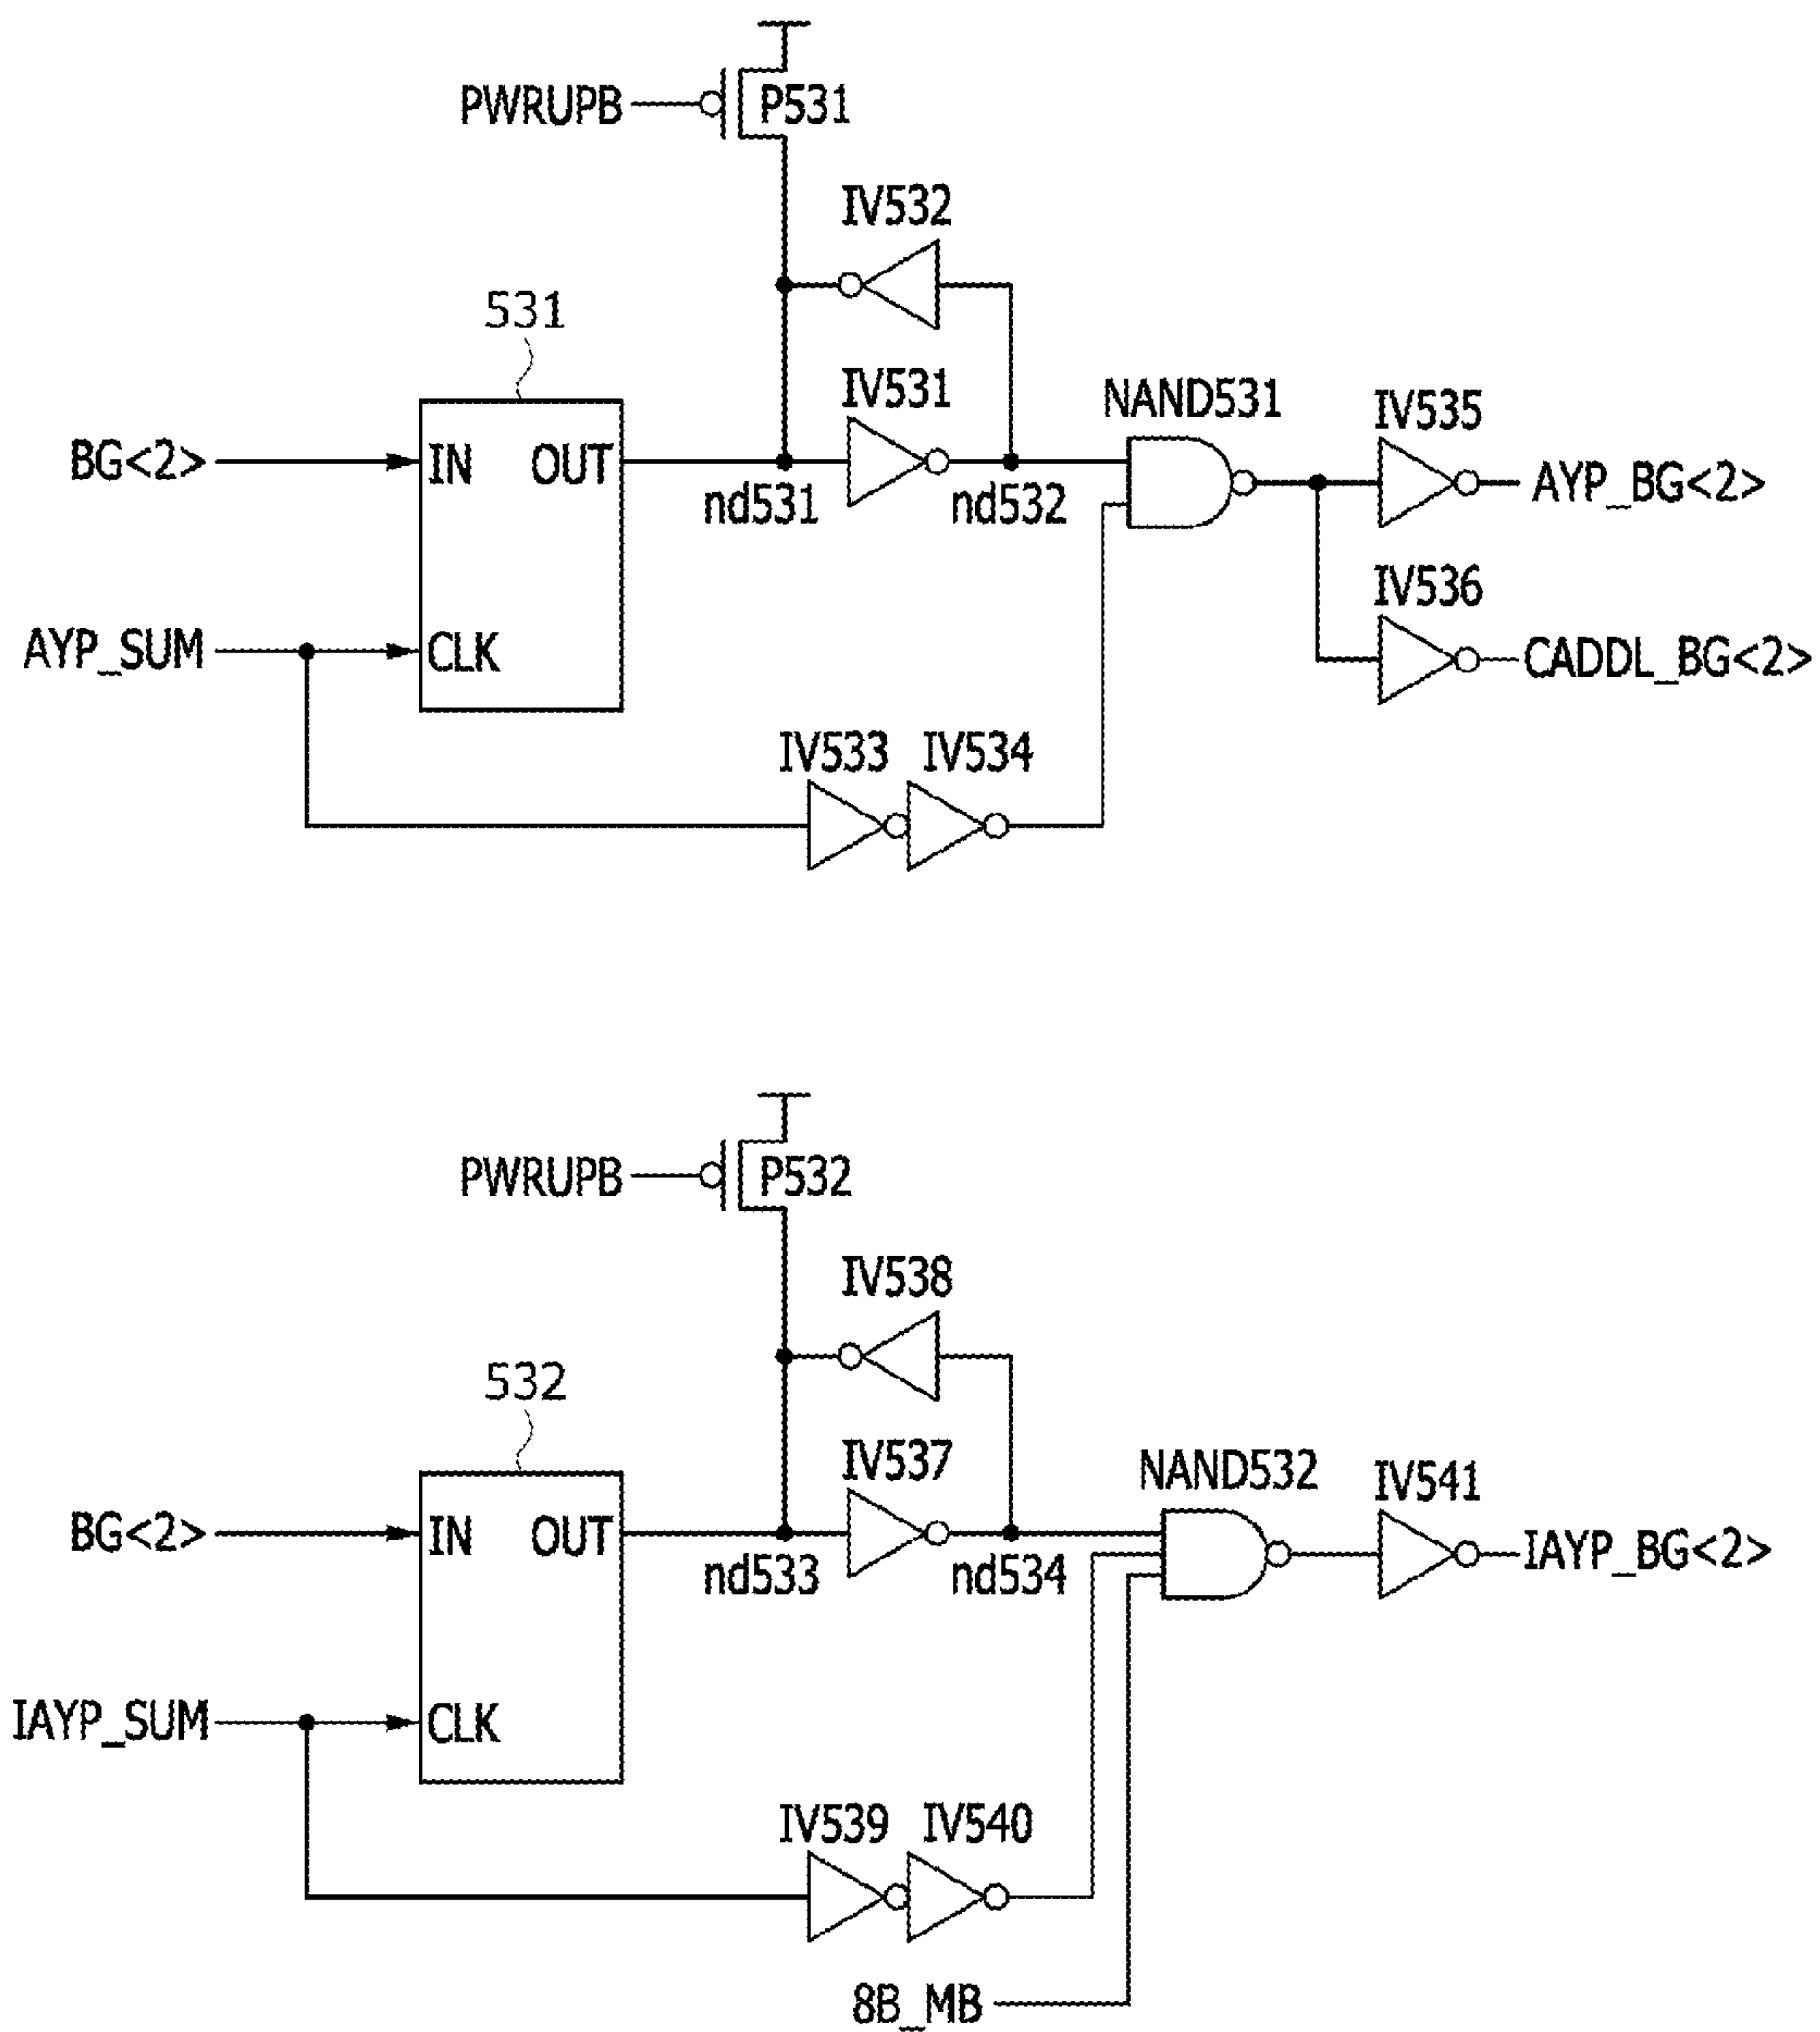 PWRUPB
P531
IV532
531
IV531
NAND531
IV535
BG<2>
IN
OUT
nd531
nd532
AYP_BG<2>
IV536
AYP_SUM
CLK
CADDL_BG<2>
IV533
IV534
PWRUPB
P532
IV538
532
IV537
NAND532
IV541
BG<2>
IN
OUT
nd533
nd534
IAYP_BG<2>
IAYP_SUM
CLK
IV539
IV540
8B_MB